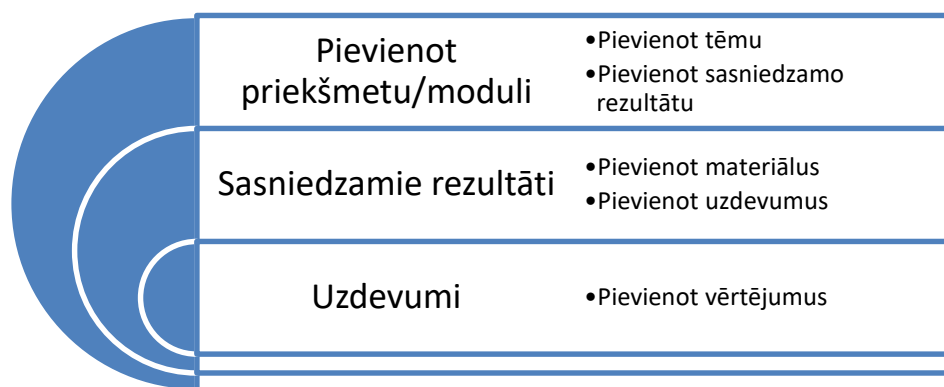 Pievienot
priekšmetu/moduli
•Pievienot tēmu
•Pievienot sasniedzamo
rezultātu
Sasniedzamie rezultāti
•Pievienot materiālus
•Pievienot uzdevumus
Uzdevumi
•Pievienot vērtējumus